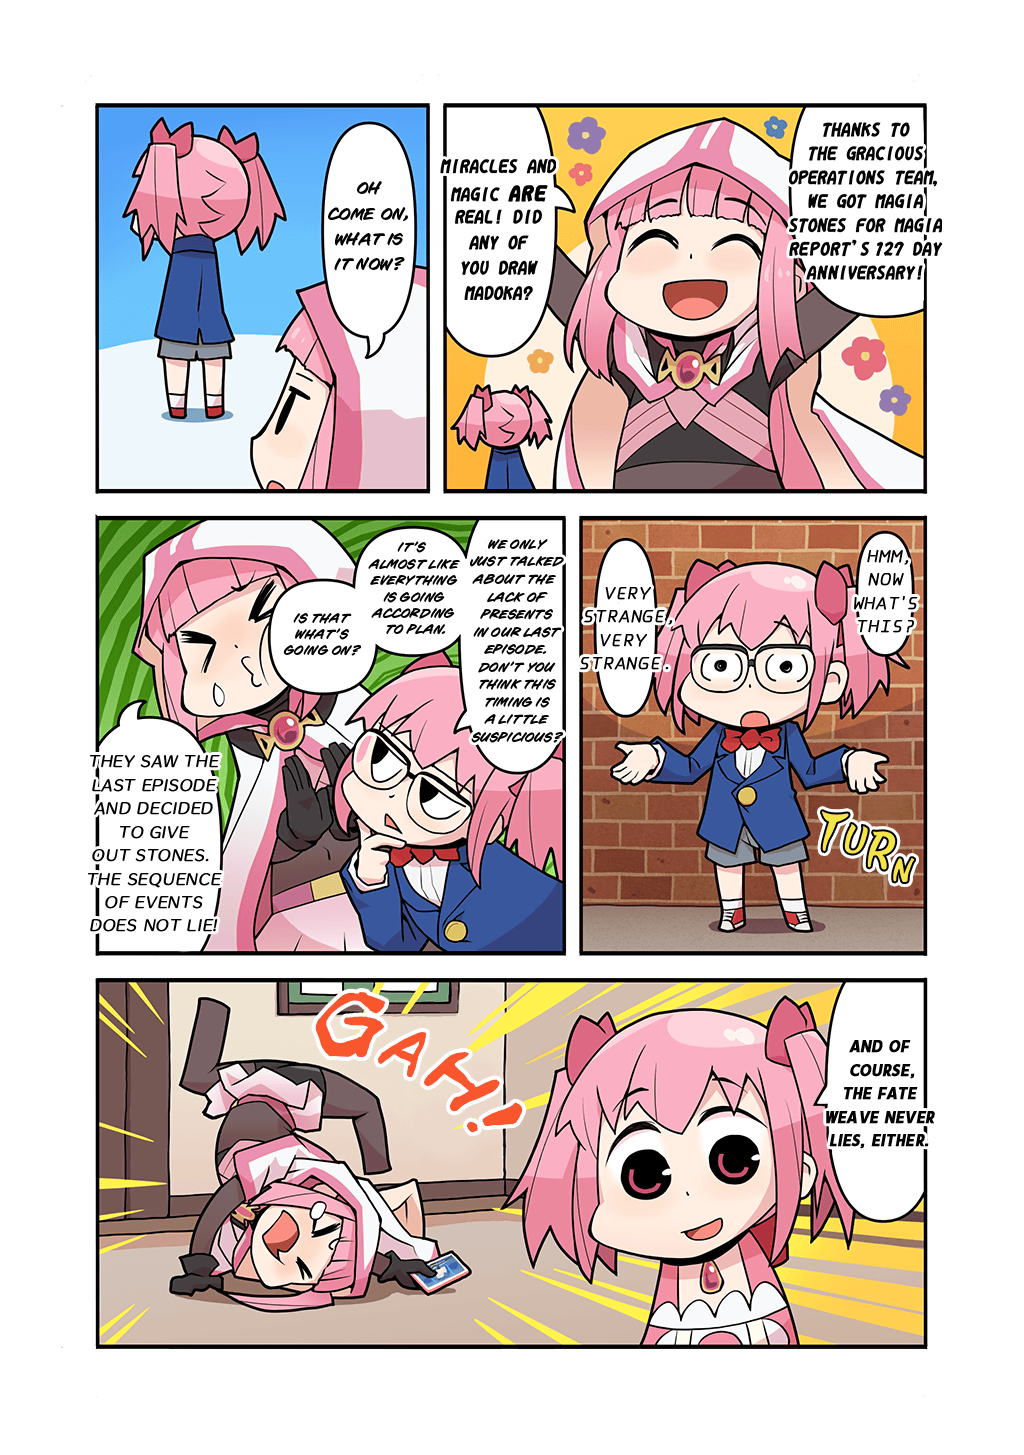 THANKS TO
THE GRACIOUS
OPERATIONS TEAM,
WE GOT MAGIA
STONES FOR MAGIA
REPORT'S 127 DAY
ANNIVERSARY!
MIRACLES AND
MAGIC ARE
REAL! DID
ANY OF
YOU DRAW
MADOKA?
OH
COME ON,
WHAT IS
IT NOW?
HMM,
NOW
WHAT'S
THIS?
VERY
STRANGE,
VERY
STRANGE.
TURN
WE ONLY
JUST TALKED
ABOUT THE
LACK OF
PRESENTS
IN OUR LAST
EPISODE.
DON'T YOU
THINK THIS
TIMING IS
A LITTLE
SUSPICIOUS?
IT'S
ALMOST LIKE
EVERYTHING
IS GOING
ACCORDING
TO PLAN.
IS THAT
WHAT'S
GOING ON?
THEY SAW THE
LAST EPISODE
AND DECIDED
TO GIVE
OUT STONES.
THE SEQUENCE
OF EVENTS
DOES NOT LIE!
AND OF
COURSE,
THE FATE
WEAVE NEVER
LIES, EITHER.
GAH!